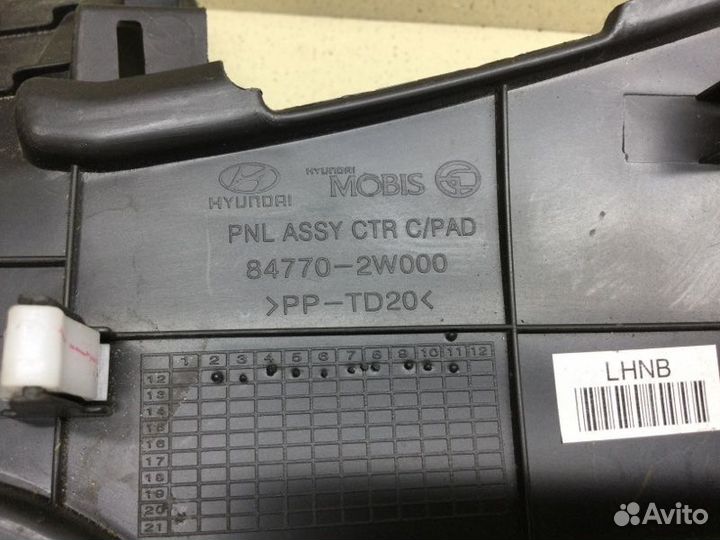 HYUNDAI
HYUNDAI
MOBIS
PNL ASSY CTR C/PAD
84770-2W000
>PP-TD20<
1 2 3 4 5 6 7 8 9 10 11 12
12
13
14
15
16
17
18
19
20
21
LHNB
Avito